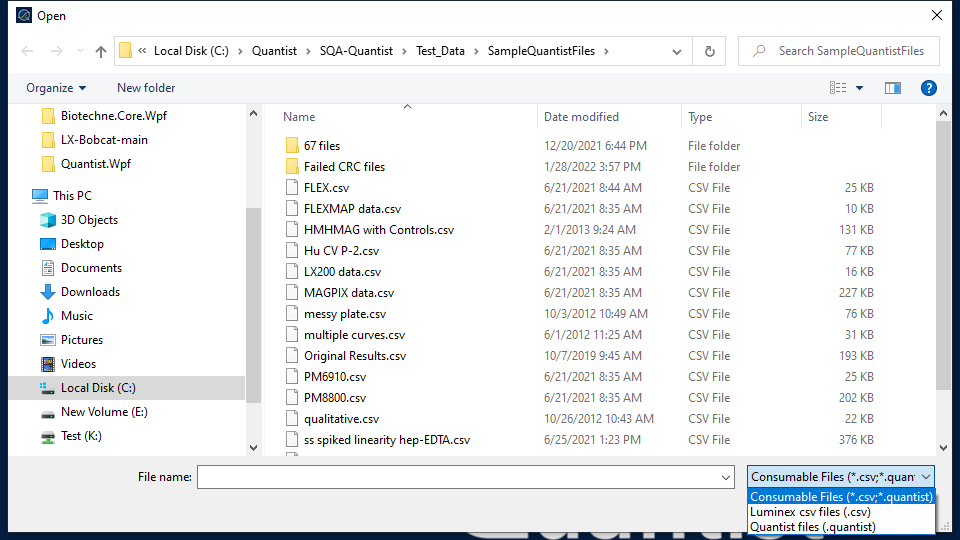 Open
« Local Disk (C:) › Quantist › SQA-Quantist › Test_Data › SampleQuantistFiles ›
Search SampleQuantistFiles
Organize New folder
Biotechne.Core.Wpf
LX-Bobcat-main
Quantist.Wpf
This PC
3D Objects
Desktop
Documents
Downloads
Music
Pictures
Videos
Local Disk (C:)
New Volume (E:)
Test (K:)
Name Date modified Type Size
67 files 12/20/2021 6:44 PM File folder
Failed CRC files 1/28/2022 3:57 PM File folder
FLEX.csv 6/21/2021 8:44 AM CSV File 25 KB
FLEXMAP data.csv 6/21/2021 8:35 AM CSV File 10 KB
HMHMAG with Controls.csv 2/1/2013 9:24 AM CSV File 131 KB
Hu CV P-2.csv 6/21/2021 8:35 AM CSV File 77 KB
LX200 data.csv 6/21/2021 8:35 AM CSV File 16 KB
MAGPIX data.csv 6/21/2021 8:35 AM CSV File 227 KB
messy plate.csv 10/3/2012 10:49 AM CSV File 76 KB
multiple curves.csv 6/1/2012 11:25 AM CSV File 31 KB
Original Results.csv 10/7/2019 9:45 AM CSV File 193 KB
PM6910.csv 6/21/2021 8:35 AM CSV File 25 KB
PM8800.csv 6/21/2021 8:35 AM CSV File 202 KB
qualitative.csv 10/26/2012 10:43 AM CSV File 22 KB
ss spiked linearity hep-EDTA.csv 6/25/2021 1:23 PM CSV File 376 KB
File name:
Consumable Files (*.csv;*.quan
Consumable Files (*.csv;*.quantist)
Luminex csv files (.csv)
Quantist files (.quantist)